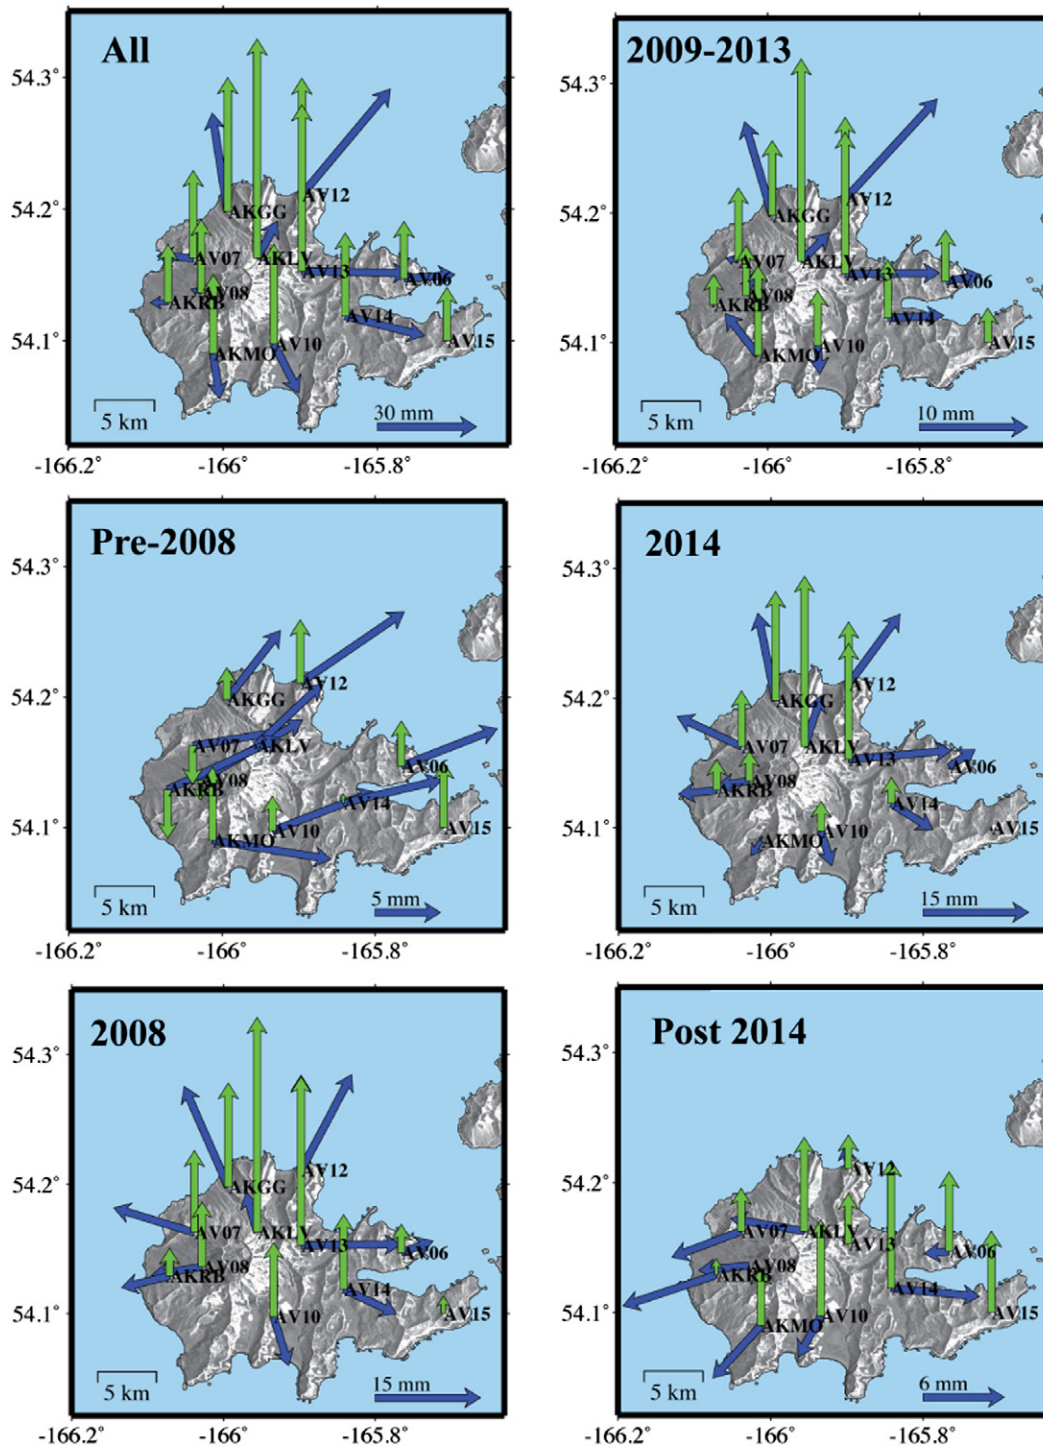 All
54.3°
54.2°
54.1°
AV12
AKGG
AV07
AKLV
AV13
AV06
AV08
AKRB
AV14
AV15
AKMO
AV10
5 km
30 mm
-166.2°
-166°
-165.8°
2009-2013
54.3°
54.2°
54.1°
AV12
AKGG
AV07
AKLV
AV13
AV06
AV08
AKRB
AV14
AV15
AKMO
AV10
5 km
10 mm
-166.2°
-166°
-165.8°
Pre-2008
54.3°
54.2°
54.1°
AV12
AKGG
AV07
AKLV
AV06
AV08
AKRB
AV14
AV10
AV15
AKMO
5 km
5 mm
-166.2°
-166°
-165.8°
2014
54.3°
54.2°
54.1°
AV12
AKGG
AV07
AKLV
AV13
AV06
AV08
AKRB
AV14
AV10
AV15
AKMO
5 km
15 mm
-166.2°
-166°
-165.8°
2008
54.3°
54.2°
54.1°
AV12
AKGG
AV07
AKLV
AV13
AV06
AV08
AKRB
AV14
AV10
AV15
5 km
15 mm
-166.2°
-166°
-165.8°
Post 2014
54.3°
54.2°
54.1°
AV12
AV07
AKLV
AV13
AV06
AV08
AKRB
AV14
AV10
AV15
AKMO
5 km
6 mm
-166.2°
-166°
-165.8°